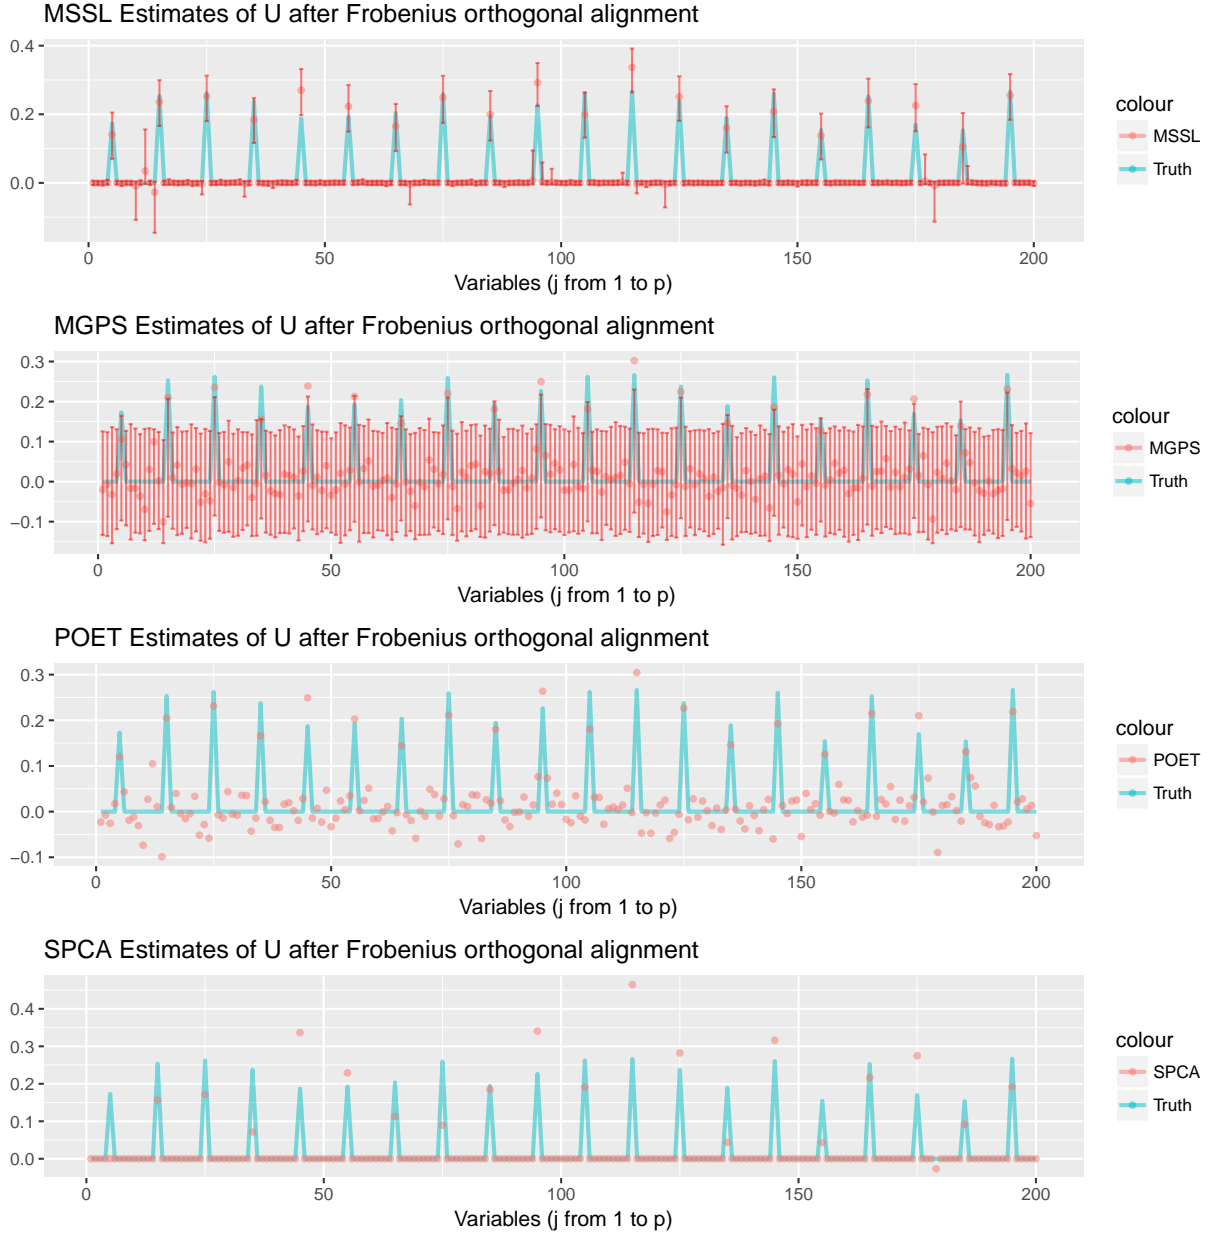 MSSL Estimates of U after Frobenius orthogonal alignment
0.4
0.2
0.0
0 50 100 150 200
Variables (j from 1 to p)
colour
MSSL
Truth
MGPS Estimates of U after Frobenius orthogonal alignment
0.3
0.2
0.1
0.0
−0.1
0 50 100 150 200
Variables (j from 1 to p)
colour
MGPS
Truth
POET Estimates of U after Frobenius orthogonal alignment
0.3
0.2
0.1
0.0
−0.1
0 50 100 150 200
Variables (j from 1 to p)
colour
POET
Truth
SPCA Estimates of U after Frobenius orthogonal alignment
0.4
0.3
0.2
0.1
0.0
0 50 100 150 200
Variables (j from 1 to p)
colour
SPCA
Truth